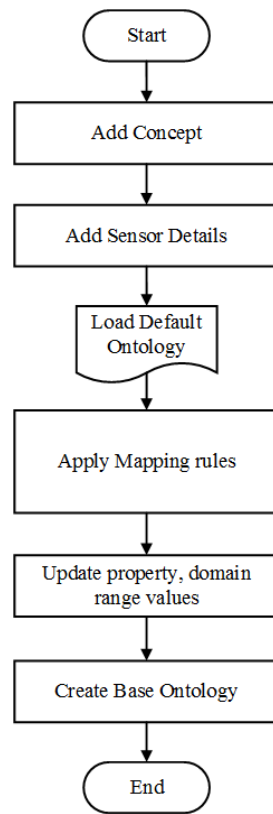 Start
Add Concept
Add Sensor Details
Load Default
Ontology
Apply Mapping rules
Update property, domain
range values
Create Base Ontology
End